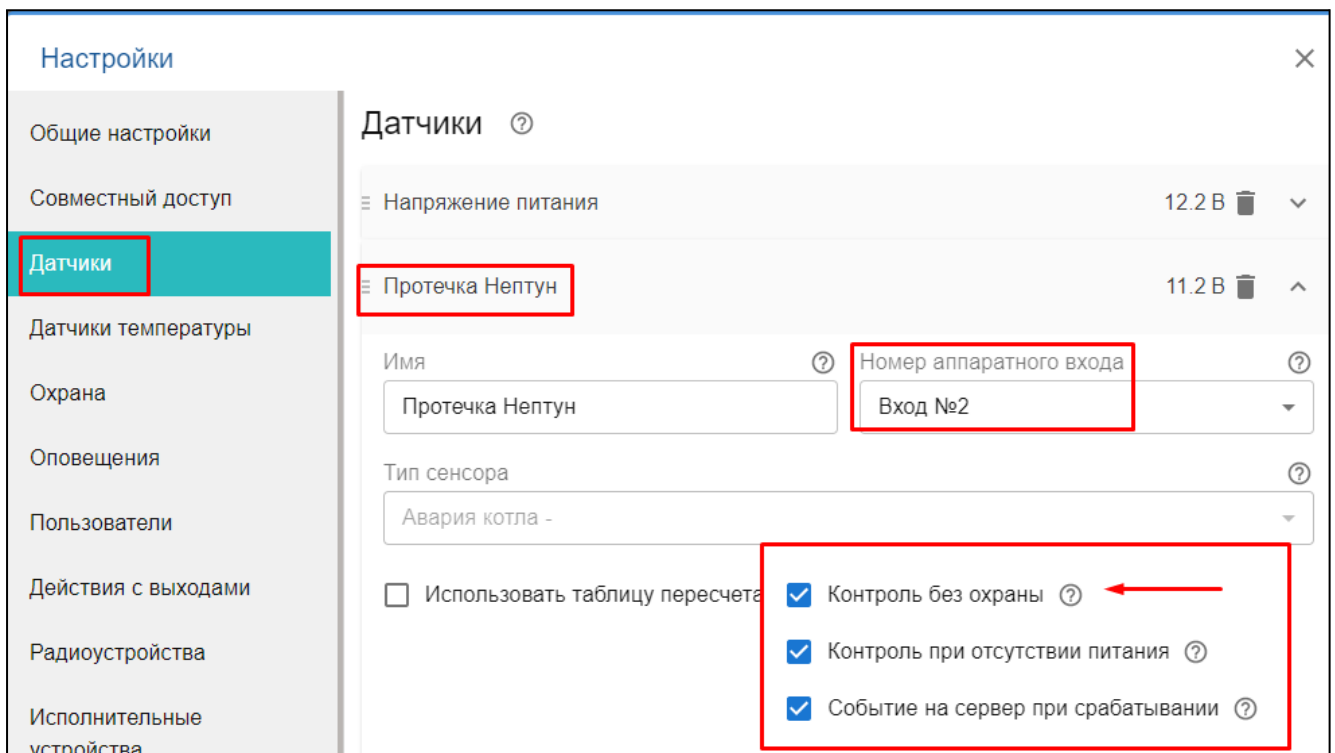 Настройки
Общие настройки
Совместный доступ
Датчики
Датчики температуры
Охрана
Оповещения
Пользователи
Действия с выходами
Радиоустройства
Исполнительные
устройства
Датчики
Напряжение питания 12.2 В
Протечка Нептун 11.2 В
Имя
Протечка Нептун
Номер аппаратного входа
Вход №2
Тип сенсора
Авария котла -
Использовать таблицу пересчета
Контроль без охраны
Контроль при отсутствии питания
Событие на сервер при срабатывании